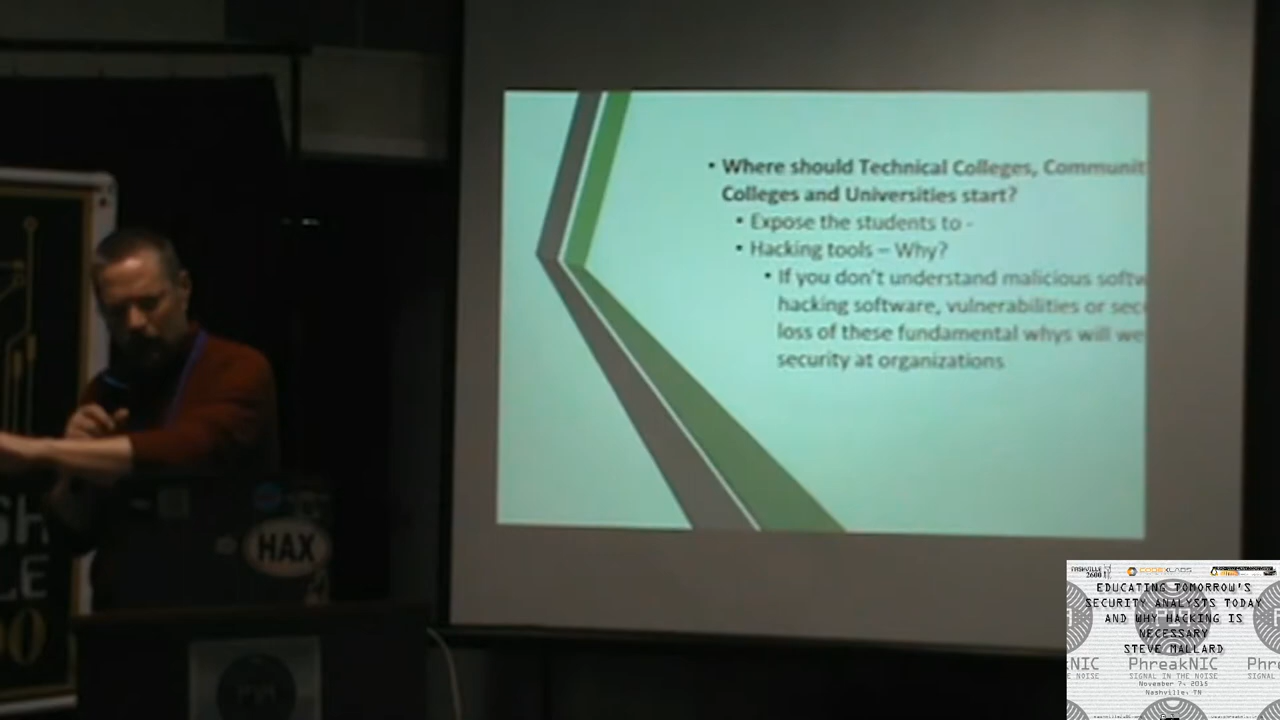 • Where should Technical Colleges, Communit
Colleges and Universities start?
• Expose the students to -
• Hacking tools – Why?
• If you don't understand malicious softw
hacking software, vulnerabilities or sec
loss of these fundamental whys will we
security at organizations
HAX
NASHVILLE
2600
CODEXLABS
EDUCATING TOMORROW'S
SECURITY ANALYSTS TODAY
AND WHY HACKING IS
NECESSARY
STEVE MALLARD
PhreakNIC
SIGNAL IN THE NOISE
November 7, 2015
Nashville, TN